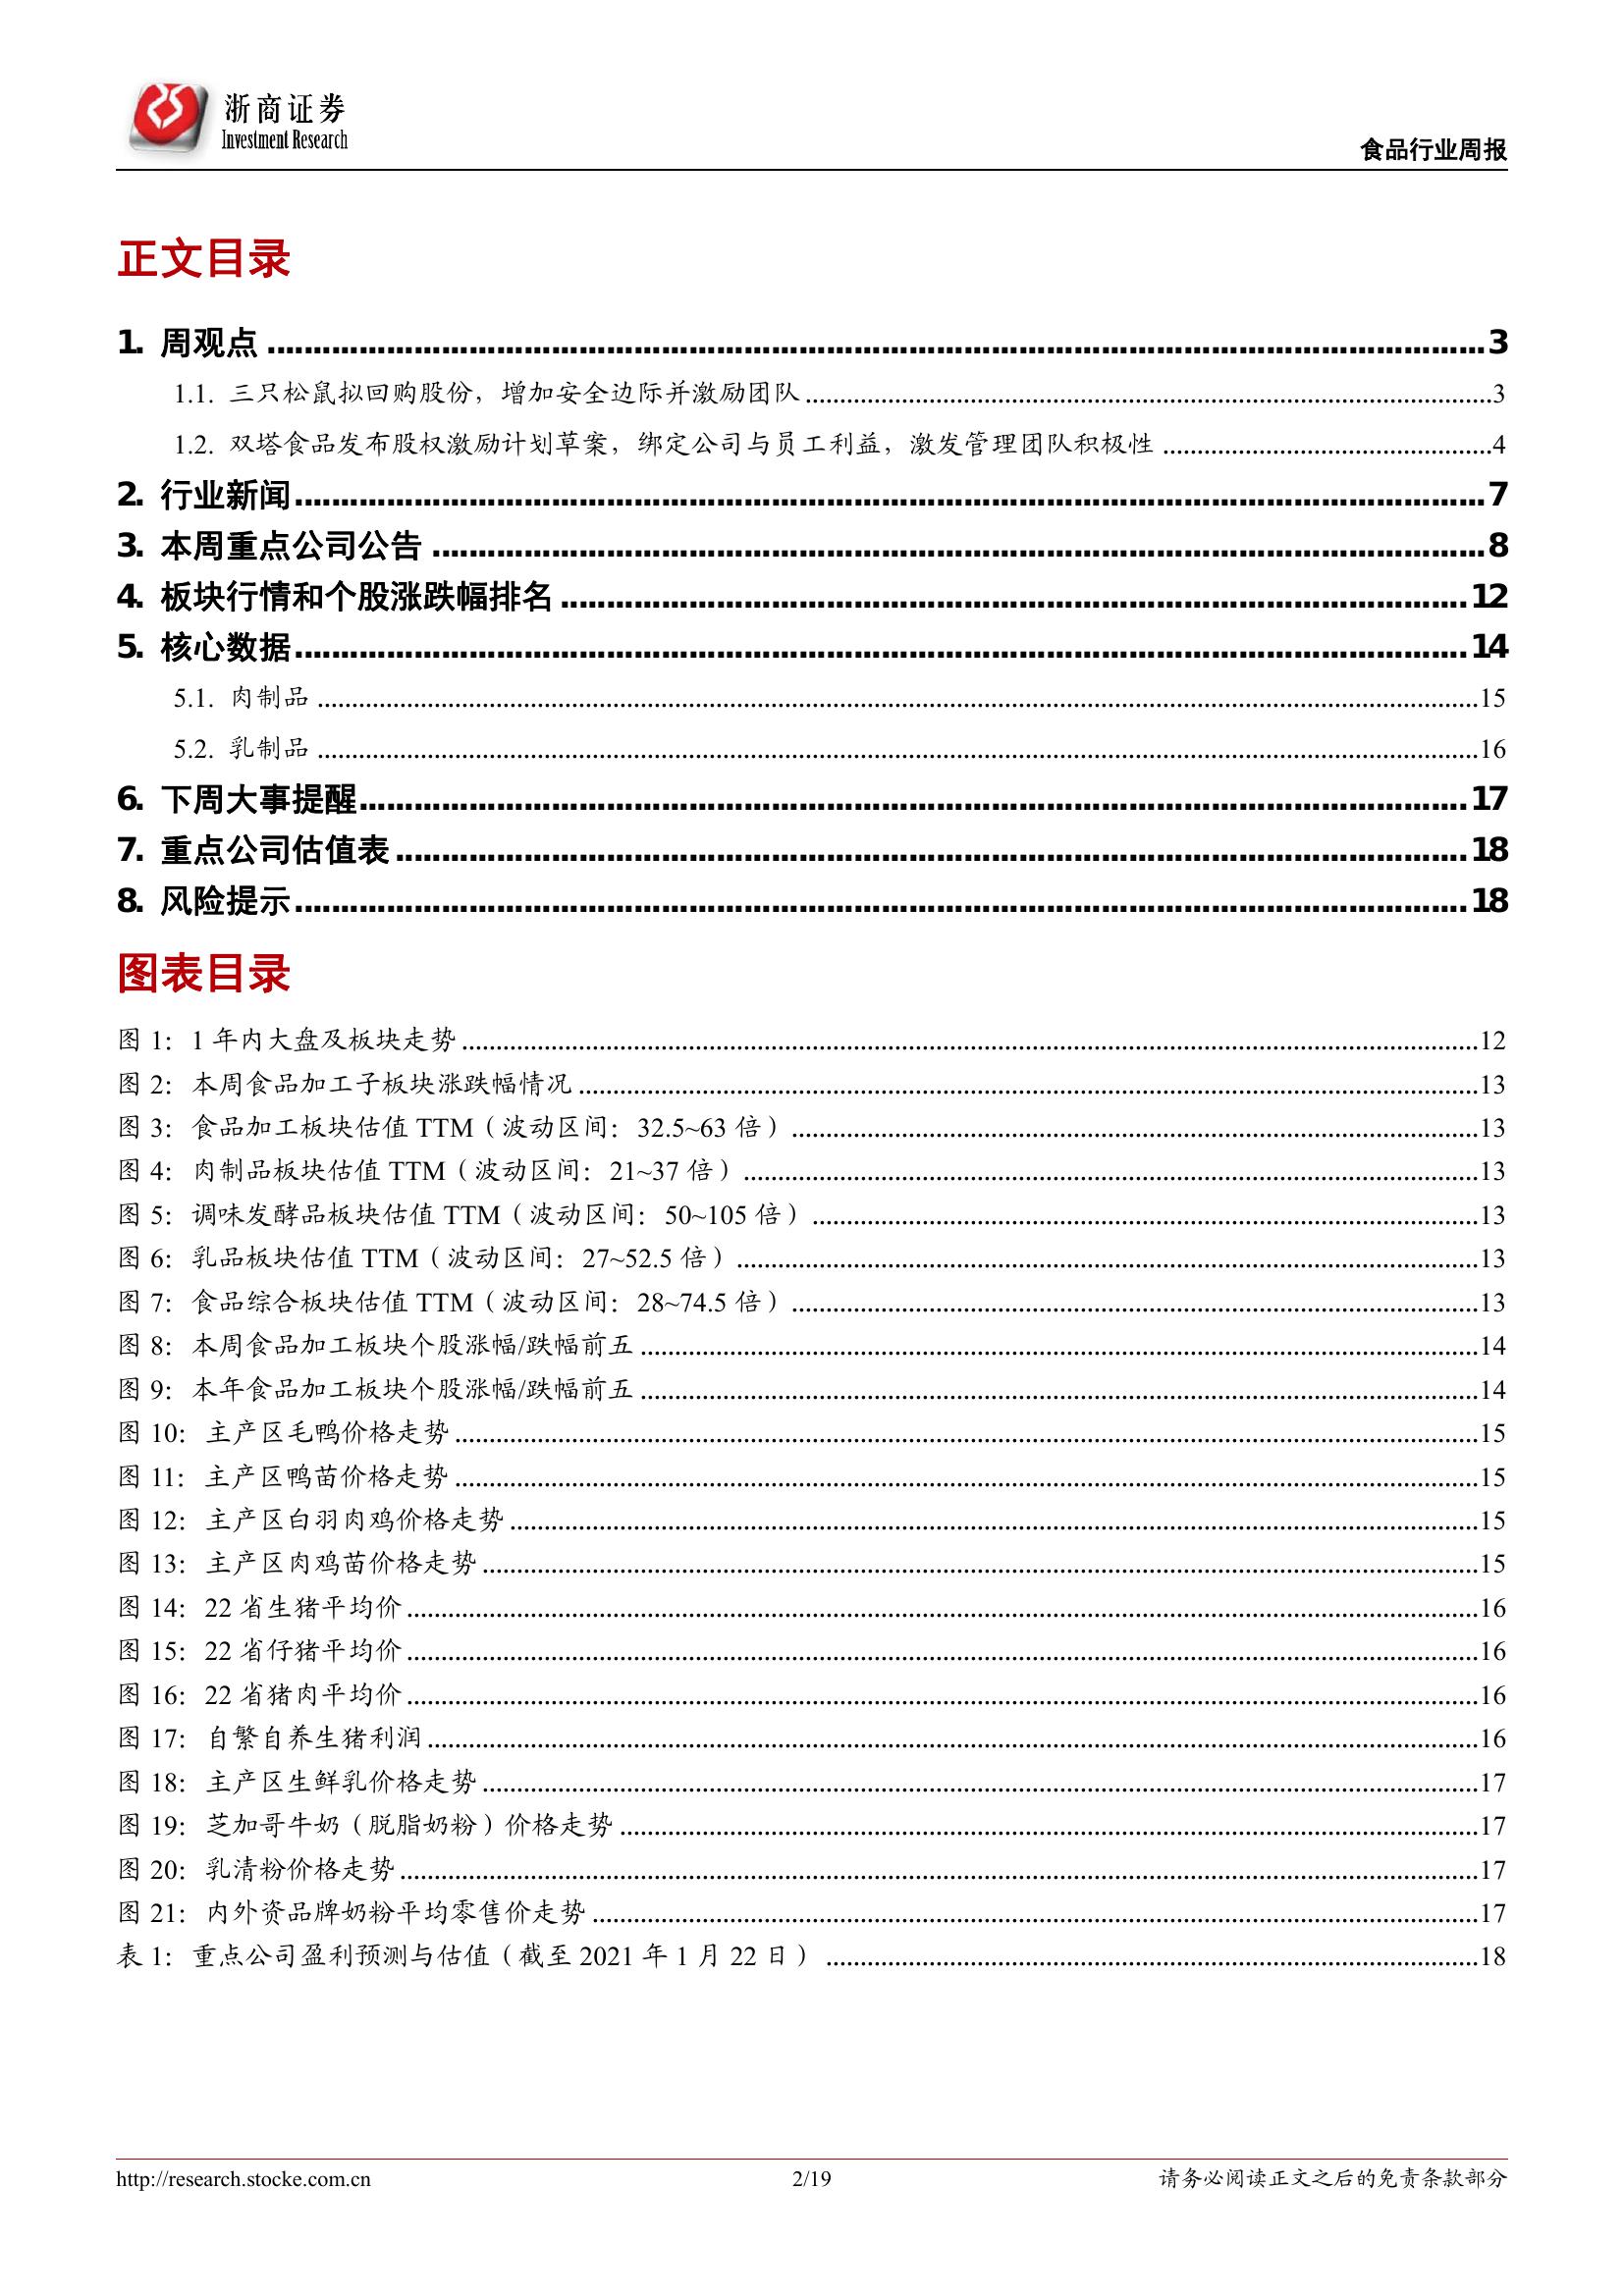 浙商证券
Investment Research
食品行业周报
正文目录
1. 周观点 ........ 3
1.1. 三只松鼠拟回购股份，增加安全边际并激励团队 ........ 3
1.2. 双塔食品发布股权激励计划草案，绑定公司与员工利益，激发管理团队积极性 ........ 4
2. 行业新闻 ........ 7
3. 本周重点公司公告 ........ 8
4. 板块行情和个股涨跌幅排名 ........ 12
5. 核心数据 ........ 14
5.1. 肉制品 ........ 15
5.2. 乳制品 ........ 16
6. 下周大事提醒 ........ 17
7. 重点公司估值表 ........ 18
8. 风险提示 ........ 18
图表目录
图 1：1 年内大盘及板块走势 ........ 12
图 2：本周食品加工子板块涨跌幅情况 ........ 13
图 3：食品加工板块估值 TTM（波动区间：32.5~63 倍） ........ 13
图 4：肉制品板块估值 TTM（波动区间：21~37 倍） ........ 13
图 5：调味发酵品板块估值 TTM（波动区间：50~105 倍） ........ 13
图 6：乳品板块估值 TTM（波动区间：27~52.5 倍） ........ 13
图 7：食品综合板块估值 TTM（波动区间：28~74.5 倍） ........ 13
图 8：本周食品加工板块个股涨幅/跌幅前五 ........ 14
图 9：本年食品加工板块个股涨幅/跌幅前五 ........ 14
图 10：主产区毛鸭价格走势 ........ 15
图 11：主产区鸭苗价格走势 ........ 15
图 12：主产区白羽肉鸡价格走势 ........ 15
图 13：主产区肉鸡苗价格走势 ........ 15
图 14：22 省生猪平均价 ........ 16
图 15：22 省仔猪平均价 ........ 16
图 16：22 省猪肉平均价 ........ 16
图 17：自繁自养生猪利润 ........ 16
图 18：主产区生鲜乳价格走势 ........ 17
图 19：芝加哥牛奶（脱脂奶粉）价格走势 ........ 17
图 20：乳清粉价格走势 ........ 17
图 21：内外资品牌奶粉平均零售价走势 ........ 17
表 1：重点公司盈利预测与估值（截至 2021 年 1 月 22 日） ........ 18
http://research.stocke.com.cn
2/19
请务必阅读正文之后的免责条款部分